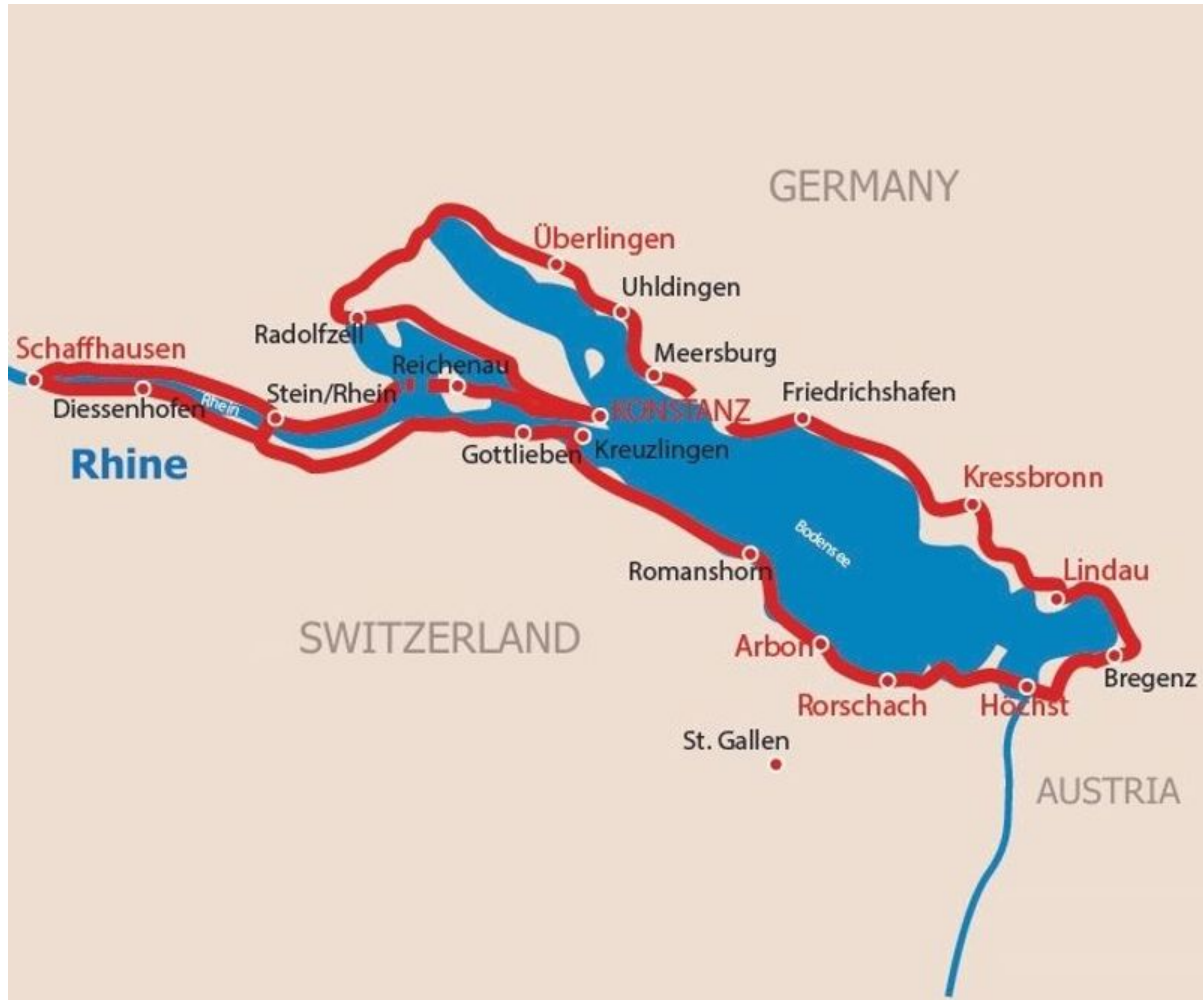 GERMANY
Überlingen
Uhldingen
Radolfzell
Meersburg
Schaffhausen
Reichenau
Stein/Rhein
Friedrichshafen
Diessenhofen
Rhein
KONSTANZ
Rhine
Gottlieben
Kreuzlingen
Kressbronn
Bodensee
Romanshorn
Lindau
SWITZERLAND
Arbon
Bregenz
Rorschach
Höchst
St. Gallen
AUSTRIA